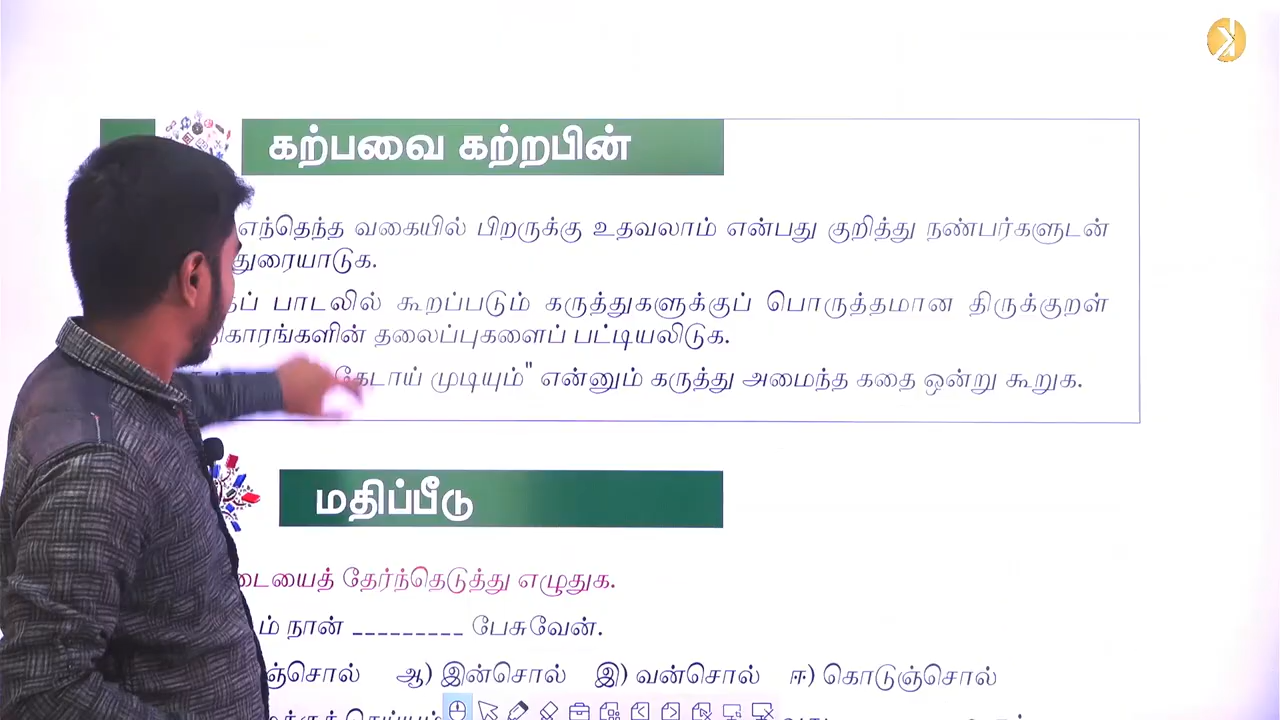 கற்பவை கற்றபின்
எந்தெந்த வகையில் பிறருக்கு உதவலாம் என்பது குறித்து நண்பர்களுடன்
துரையாடுக.
பாடலில் கூறப்படும் கருத்துகளுக்குப் பொருத்தமான திருக்குறள்
காரங்களின் தலைப்புகளைப் பட்டியலிடுக.
கேடாய் முடியும்" என்னும் கருத்து அமைந்த கதை ஒன்று கூறுக.
மதிப்பீடு
டையைத் தேர்ந்தெடுத்து எழுதுக.
ம் நான் _________ பேசுவேன்.
ஞ்சொல் ஆ) இன்சொல் இ) வன்சொல் ஈ) கொடுஞ்சொல்